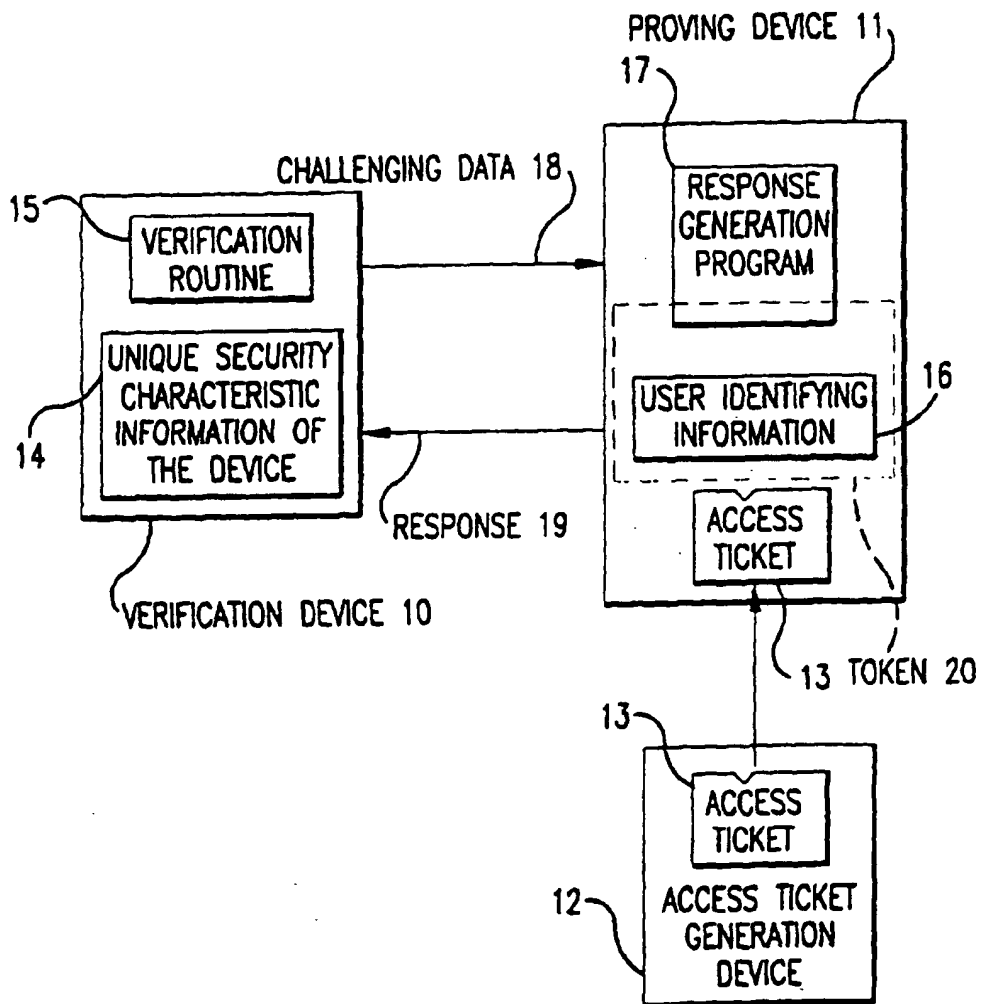 PROVING DEVICE 11
17
CHALLENGING DATA 18
RESPONSE
GENERATION
PROGRAM
15
VERIFICATION
ROUTINE
UNIQUE SECURITY
CHARACTERISTIC
INFORMATION OF
THE DEVICE
14
USER IDENTIFYING
INFORMATION
16
RESPONSE 19
ACCESS
TICKET
VERIFICATION DEVICE 10
13
TOKEN 20
13
ACCESS
TICKET
12
ACCESS TICKET
GENERATION
DEVICE